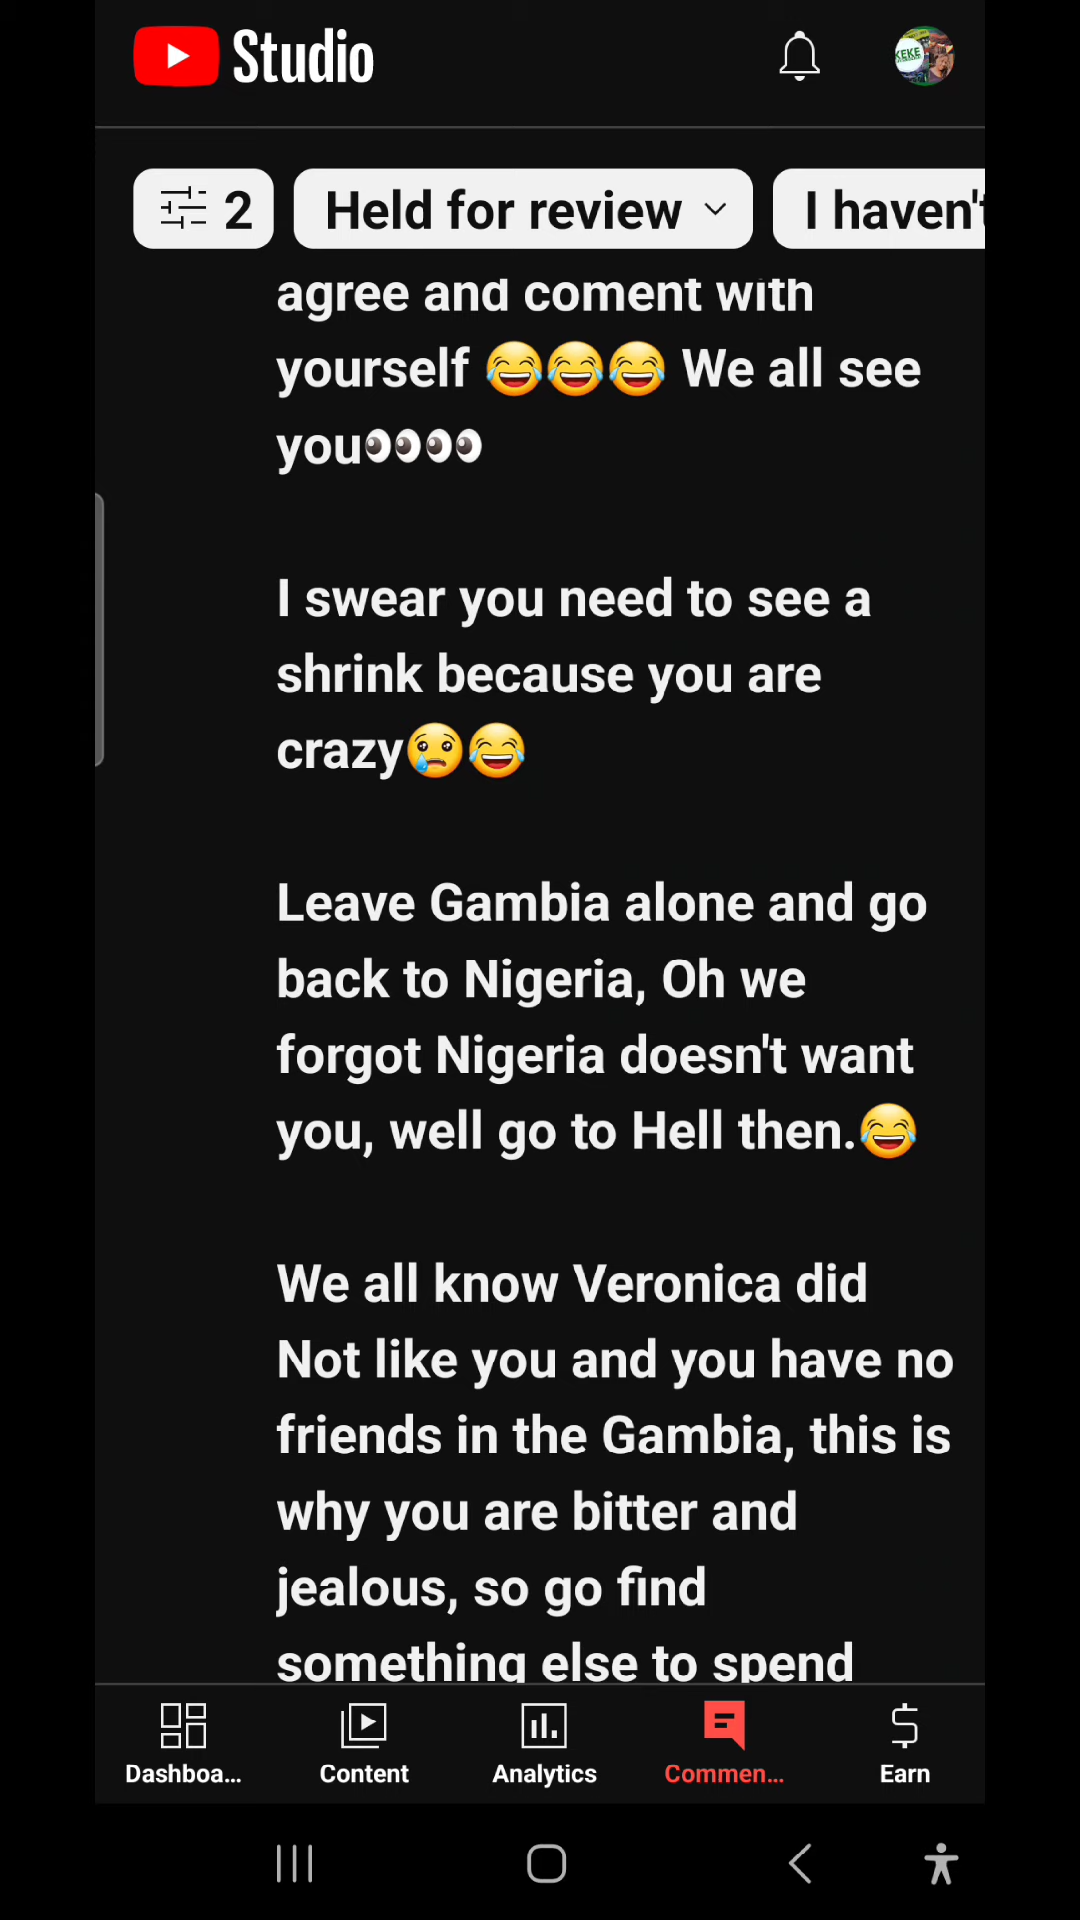 Studio
KEKE
2
Held for review
I haven't
agree and coment with
yourself 😂😂😂 We all see
you👀👀
I swear you need to see a
shrink because you are
crazy😢😂
Leave Gambia alone and go
back to Nigeria, Oh we
forgot Nigeria doesn't want
you, well go to Hell then.😂
We all know Veronica did
Not like you and you have no
friends in the Gambia, this is
why you are bitter and
jealous, so go find
something else to spend
Dashboa...
Content
Analytics
Commen...
Earn